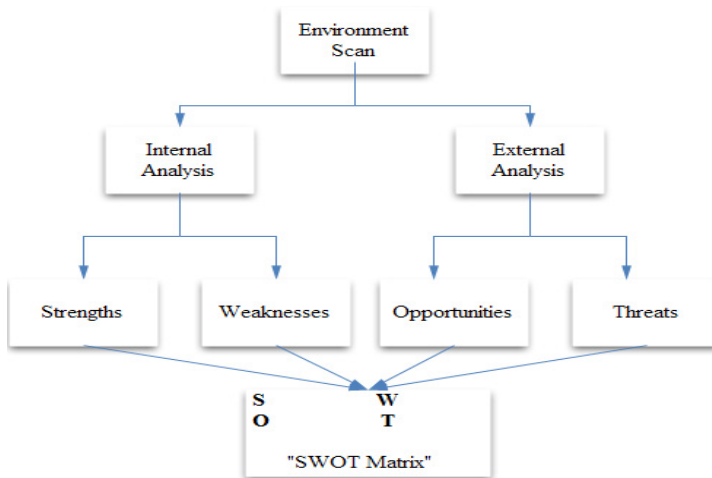 Environment
Scan
Internal
Analysis
External
Analysis
Strengths
Weaknesses
Opportunities
Threats
S W
O T
"SWOT Matrix"